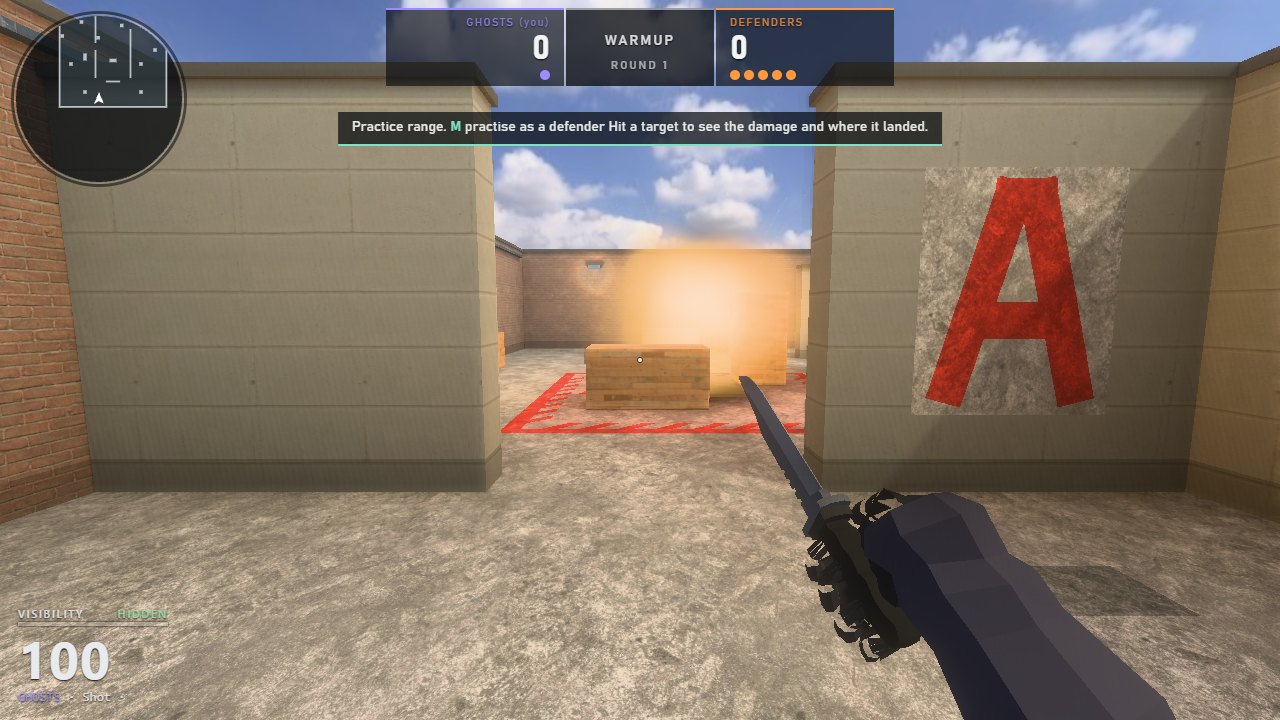 GHOSTS (you)
0
WARMUP
ROUND 1
DEFENDERS
0
Practice range. M practise as a defender Hit a target to see the damage and where it landed.
A
VISIBILITY HIDDEN
100
GHOSTS · Shot